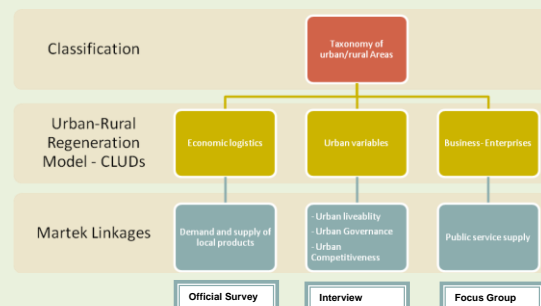 Classification
Taxonomy of
urban/rural Areas
Urban-Rural
Regeneration
Model - CLUDs
Economic logistics
Urban variables
Business- Enterprises
Martek Linkages
Demand and supply of
local products
- Urban liveablity
- Urban Governance
- Urban
Competitiveness
Public service supply
Official Survey
Interview
Focus Group